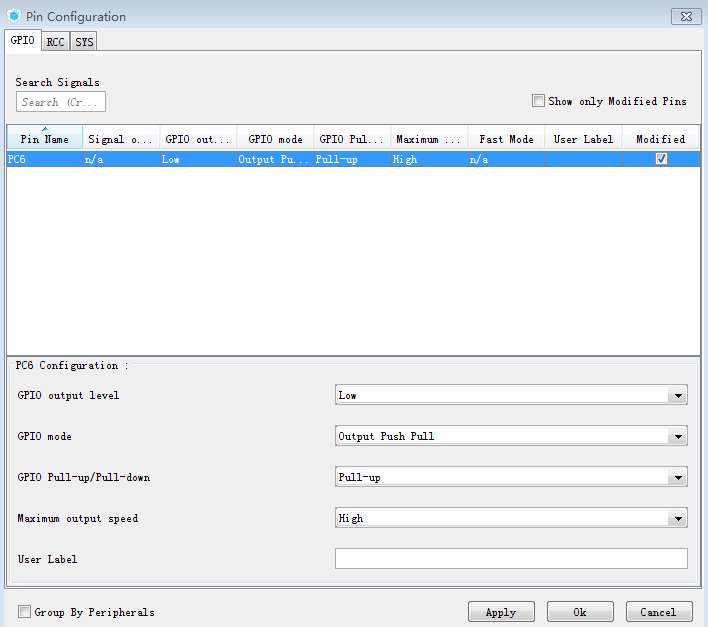 Pin Configuration
GPIO RCC SYS
Search Signals
Search (Cr...
Show only Modified Pins
Pin Name Signal o... GPIO out... GPIO mode GPIO Pul... Maximum ... Fast Mode User Label Modified
PC6 n/a Low Output Pu... Pull-up High n/a
PC6 Configuration :
GPIO output level Low
GPIO mode Output Push Pull
GPIO Pull-up/Pull-down Pull-up
Maximum output speed High
User Label
Group By Peripherals Apply Ok Cancel